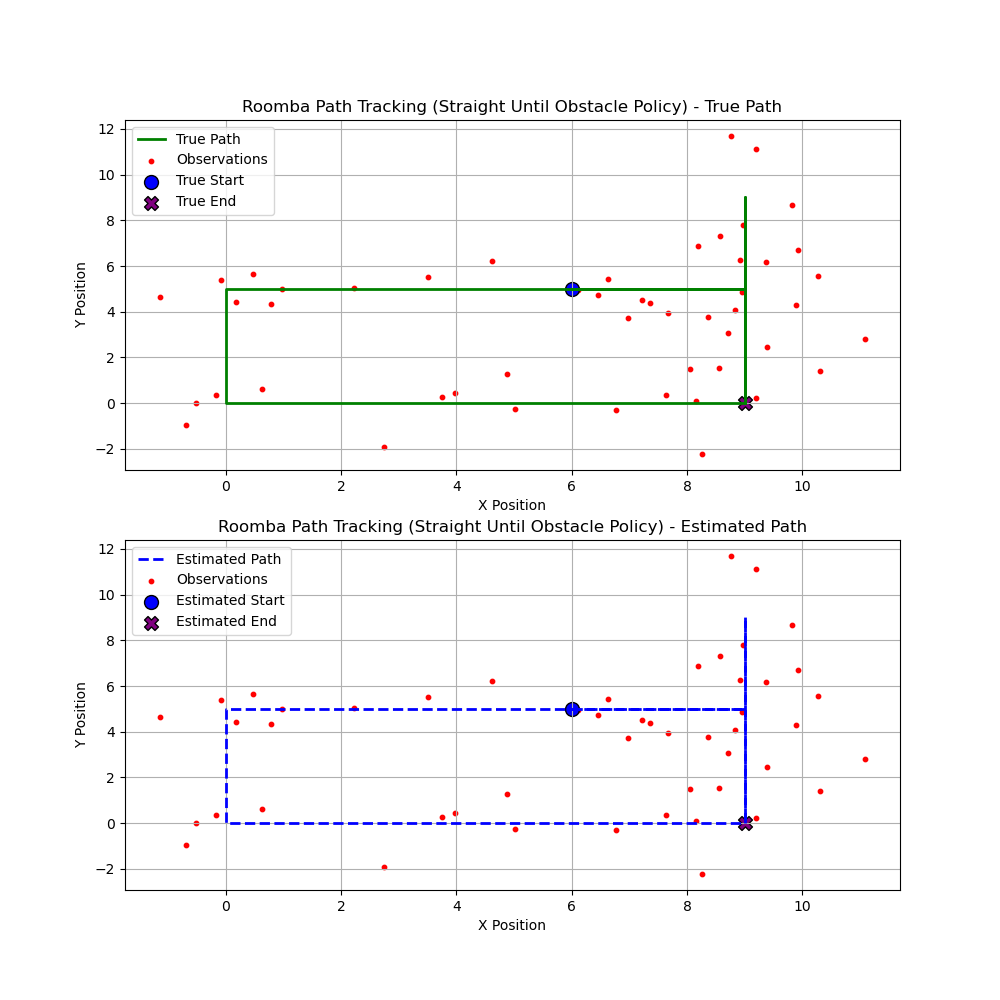 Roomba Path Tracking (Straight Until Obstacle Policy) - True Path
12
10
8
6
4
2
0
−2
Y Position
True Path
Observations
True Start
True End
0 2 4 6 8 10
X Position
Roomba Path Tracking (Straight Until Obstacle Policy) - Estimated Path
12
10
8
6
4
2
0
−2
Y Position
Estimated Path
Observations
Estimated Start
Estimated End
0 2 4 6 8 10
X Position